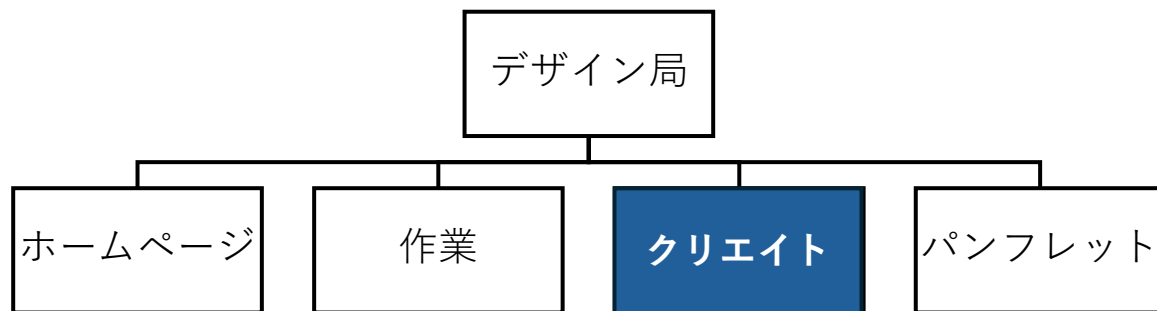 デザイン局
ホームページ
作業
クリエイト
パンフレット